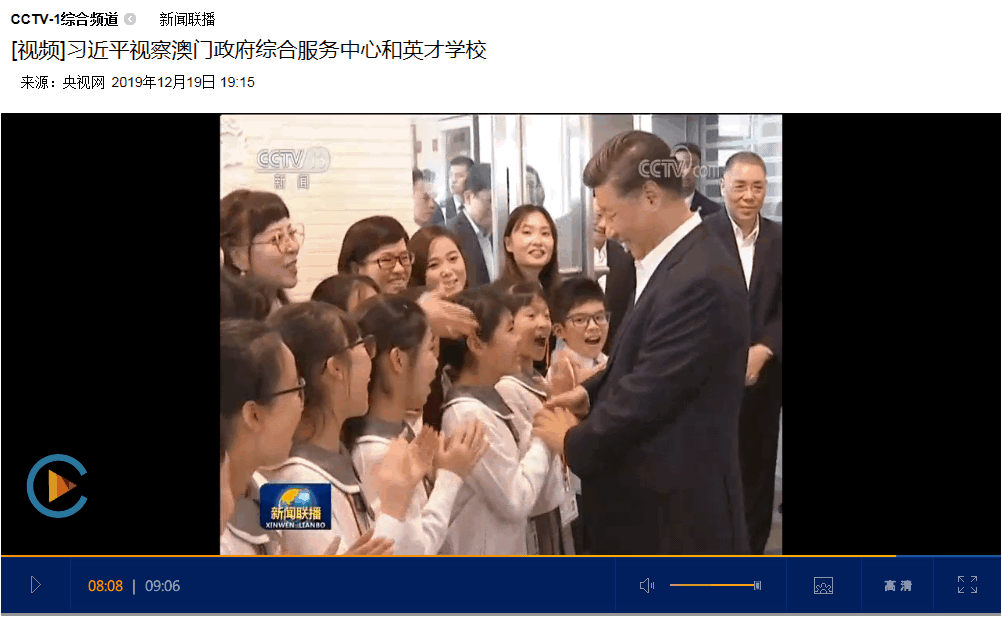 CCTV-1综合频道 新闻联播
[视频]习近平视察澳门政府综合服务中心和英才学校
来源：央视网 2019年12月19日 19:15
CCTV 13
新闻
CCTV.com
新闻联播
XINWEN LIANBO
08:08 | 09:06
高清